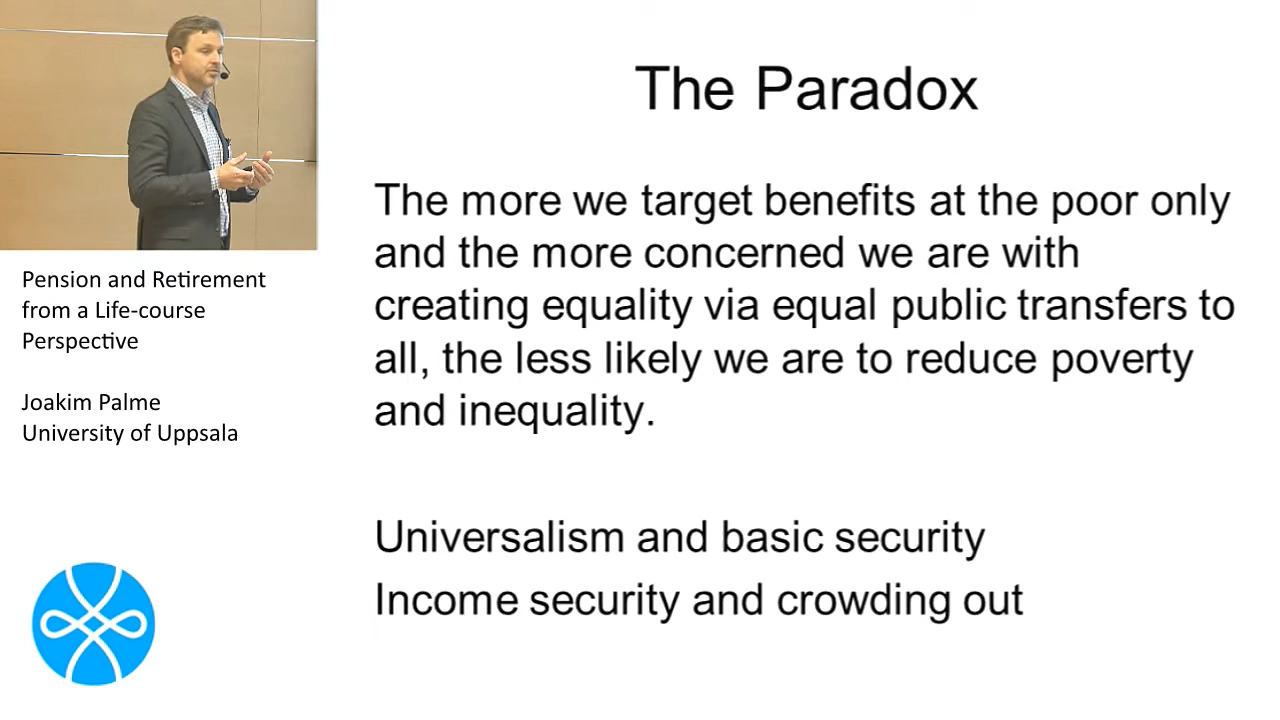 The Paradox
The more we target benefits at the poor only
and the more concerned we are with
creating equality via equal public transfers to
all, the less likely we are to reduce poverty
and inequality.
Universalism and basic security
Income security and crowding out
Pension and Retirement
from a Life-course
Perspective
Joakim Palme
University of Uppsala